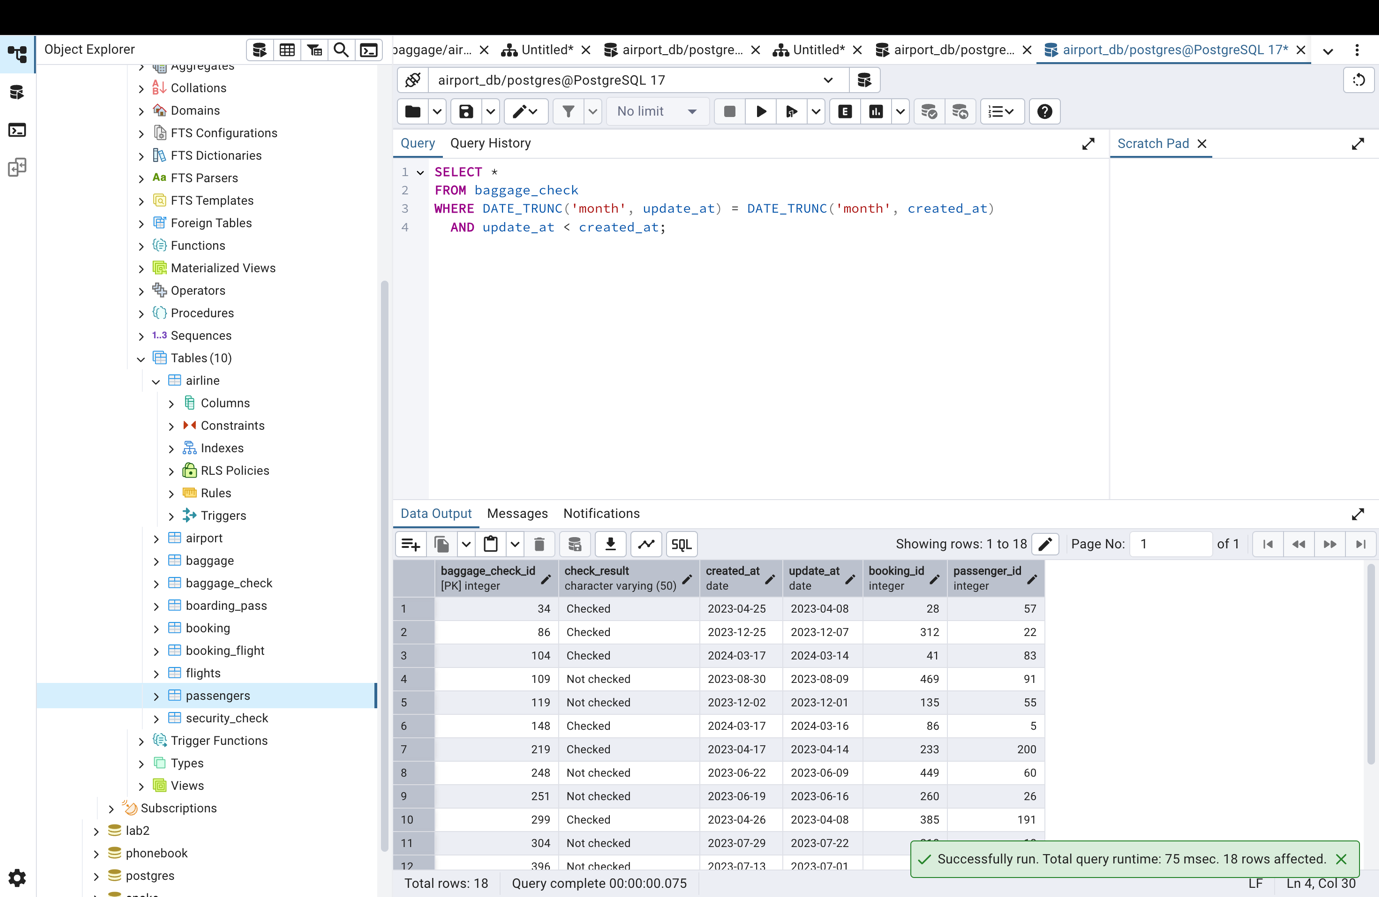 Object Explorer
Aggregates
Collations
Domains
FTS Configurations
FTS Dictionaries
Aa FTS Parsers
FTS Templates
Foreign Tables
Functions
Materialized Views
Operators
Procedures
1..3 Sequences
Tables (10)
airline
Columns
Constraints
Indexes
RLS Policies
Rules
Triggers
airport
baggage
baggage_check
boarding_pass
booking
booking_flight
flights
passengers
security_check
Trigger Functions
Types
Views
Subscriptions
lab2
phonebook
postgres
baggage/air... Untitled* airport_db/postgre... Untitled* airport_db/postgre... airport_db/postgres@PostgreSQL 17*
airport_db/postgres@PostgreSQL 17
No limit E
Query Query History Scratch Pad
1 SELECT *
2 FROM baggage_check
3 WHERE DATE_TRUNC('month', update_at) = DATE_TRUNC('month', created_at)
4 AND update_at < created_at;
Data Output Messages Notifications
SQL Showing rows: 1 to 18 Page No: 1 of 1
baggage_check_id check_result created_at update_at booking_id passenger_id
[PK] integer character varying (50) date date integer integer
1 34 Checked 2023-04-25 2023-04-08 28 57
2 86 Checked 2023-12-25 2023-12-07 312 22
3 104 Checked 2024-03-17 2024-03-14 41 83
4 109 Not checked 2023-08-30 2023-08-09 469 91
5 119 Not checked 2023-12-02 2023-12-01 135 55
6 148 Checked 2024-03-17 2024-03-16 86 5
7 219 Checked 2023-04-17 2023-04-14 233 200
8 248 Not checked 2023-06-22 2023-06-09 449 60
9 251 Not checked 2023-06-19 2023-06-16 260 26
10 299 Checked 2023-04-26 2023-04-08 385 191
11 304 Not checked 2023-07-29 2023-07-22
12 396 Not checked 2023-07-13 2023-07-01
Successfully run. Total query runtime: 75 msec. 18 rows affected.
Total rows: 18 Query complete 00:00:00.075 LF Ln 4, Col 30